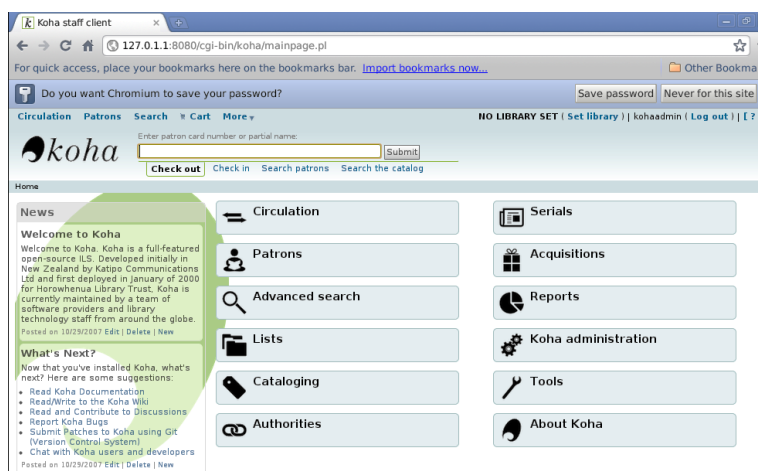 Koha staff client
127.0.1.1:8080/cgi-bin/koha/mainpage.pl
For quick access, place your bookmarks here on the bookmarks bar. Import bookmarks now... Other Bookma
Do you want Chromium to save your password? Save password Never for this site
Circulation Patrons Search Cart More NO LIBRARY SET ( Set library ) | kohaadmin ( Log out ) | [ ?
koha
Enter patron card number or partial name:
Submit
Check out Check in Search patrons Search the catalog
Home
News
Welcome to Koha
Welcome to Koha. Koha is a full-featured
open-source ILS. Developed initially in
New Zealand by Katipo Communications
Ltd and first deployed in January of 2000
for Horowhenua Library Trust, Koha is
currently maintained by a team of
software providers and library
technology staff from around the globe.
Posted on 10/29/2007 Edit | Delete | New
What's Next?
Now that you've installed Koha, what's
next? Here are some suggestions:
• Read Koha Documentation
• Read/Write to the Koha Wiki
• Read and Contribute to Discussions
• Report Koha Bugs
• Submit Patches to Koha using Git
(Version Control System)
• Chat with Koha users and developers
Posted on 10/29/2007 Edit | Delete | New
Circulation
Patrons
Advanced search
Lists
Cataloging
Authorities
Serials
Acquisitions
Reports
Koha administration
Tools
About Koha